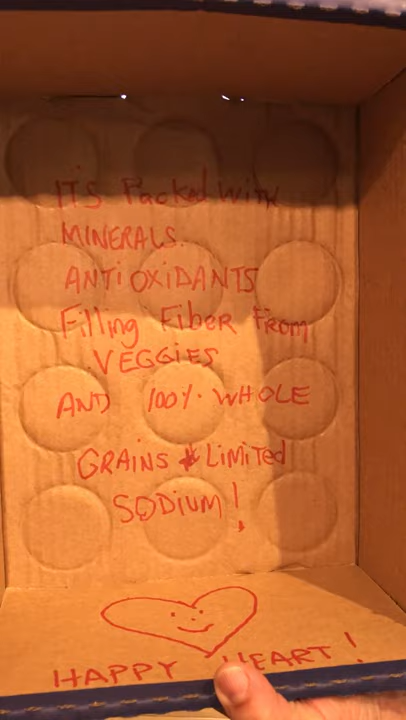 ITS Packed with
MINERALS.
ANTIOXIDANTS
Filling Fiber From
VEGGIES
AND 100% WHOLE
GRAINS & Limited
SODIUM!
HAPPY HEART!